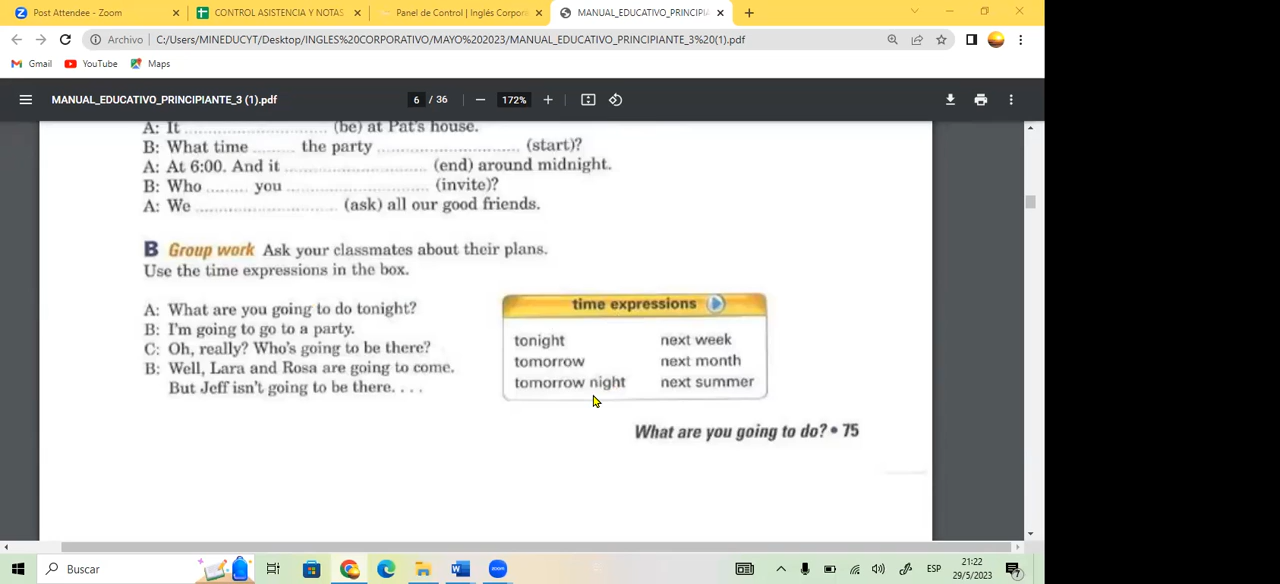 Post Attendee - Zoom
CONTROL ASISTENCIA Y NOTAS
Panel de Control | Inglés Corpor
MANUAL_EDUCATIVO_PRINCIPI
Archivo
C:/Users/MINEDUCYT/Desktop/INGLES%20CORPORATIVO/MAYO%202023/MANUAL_EDUCATIVO_PRINCIPIANTE_3%20(1).pdf
Gmail
YouTube
Maps
MANUAL_EDUCATIVO_PRINCIPIANTE_3 (1).pdf
6 / 36
172%
A: It .............................. (be) at Pat's house.
B: What time ........ the party .............................. (start)?
A: At 6:00. And it .............................. (end) around midnight.
B: Who ........ you .............................. (invite)?
A: We .............................. (ask) all our good friends.
B Group work Ask your classmates about their plans.
Use the time expressions in the box.
A: What are you going to do tonight?
B: I'm going to go to a party.
C: Oh, really? Who's going to be there?
B: Well, Lara and Rosa are going to come.
But Jeff isn't going to be there. . . .
time expressions
tonight next week
tomorrow next month
tomorrow night next summer
What are you going to do? • 75
Buscar
zoom
ESP
21:22
29/5/2023
7